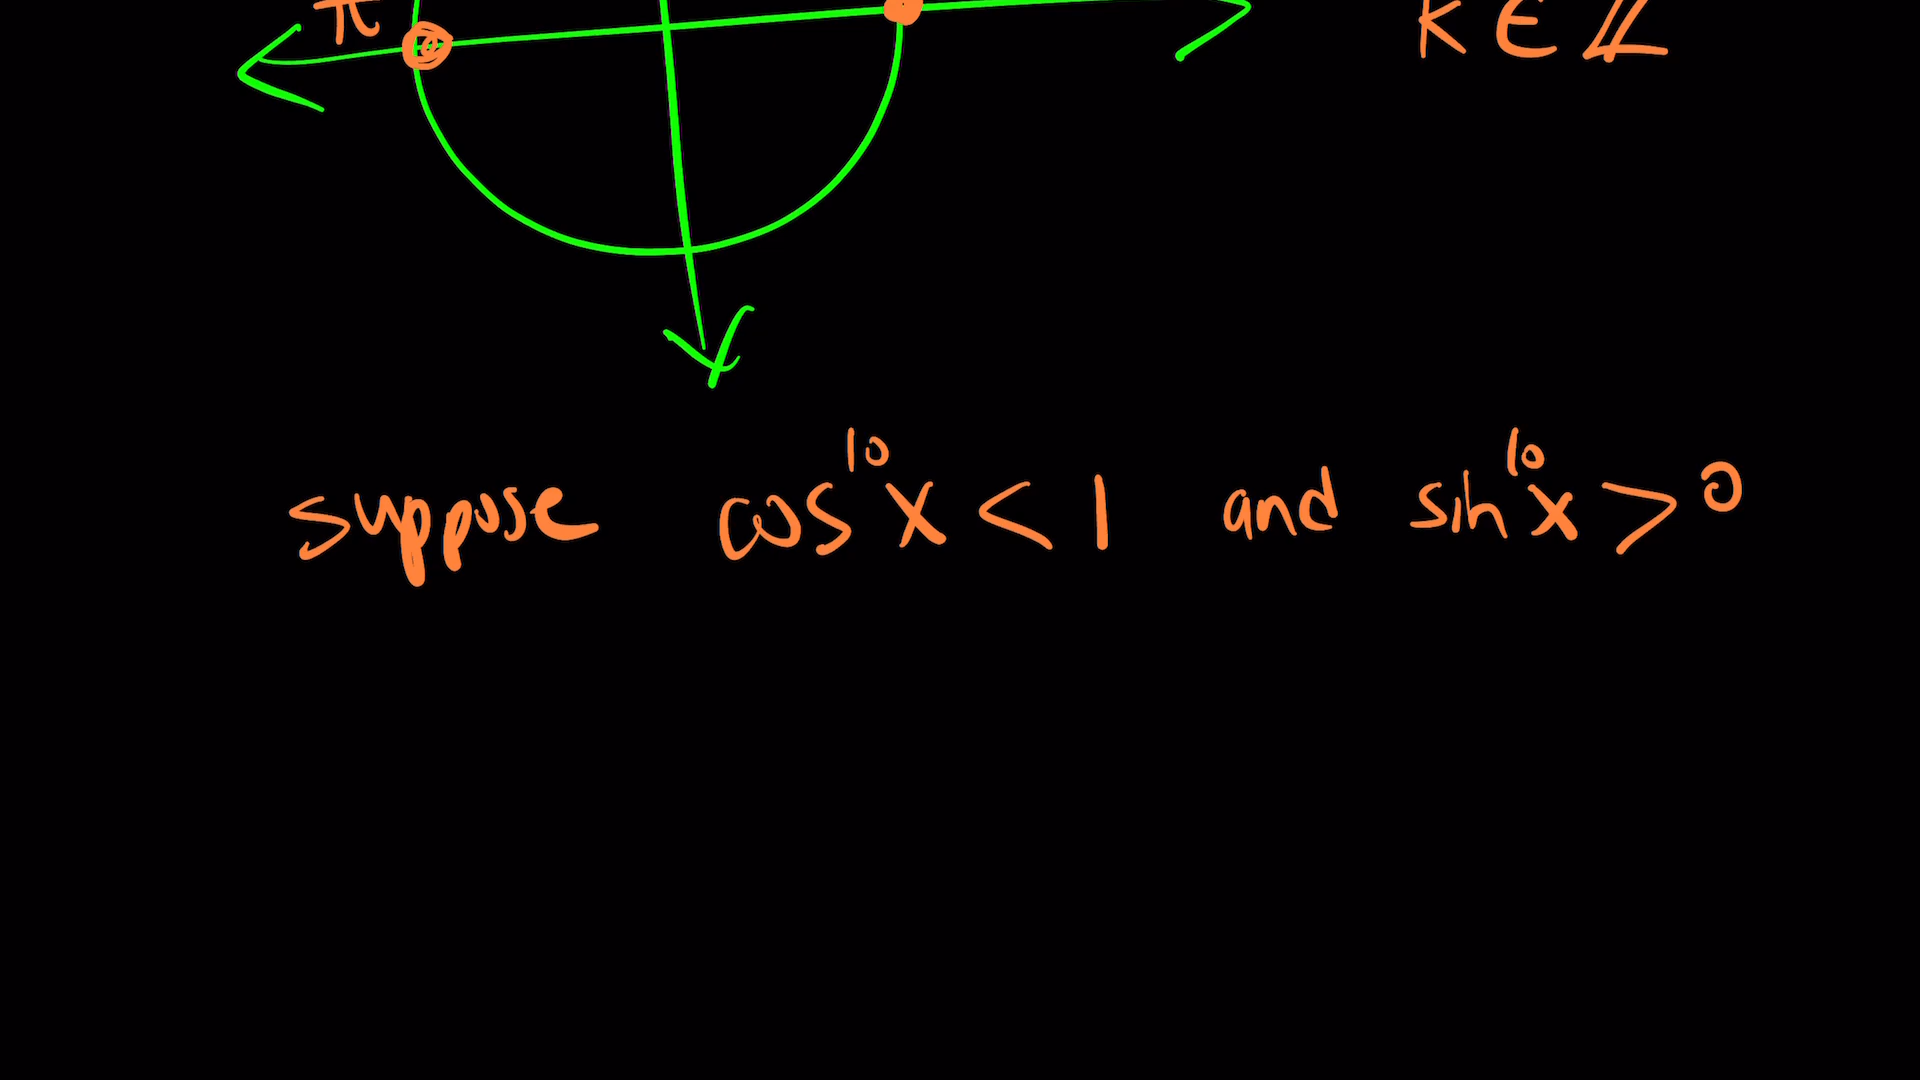 π k ∈ ℤ
suppose cos¹⁰x < 1 and sin¹⁰x > 0